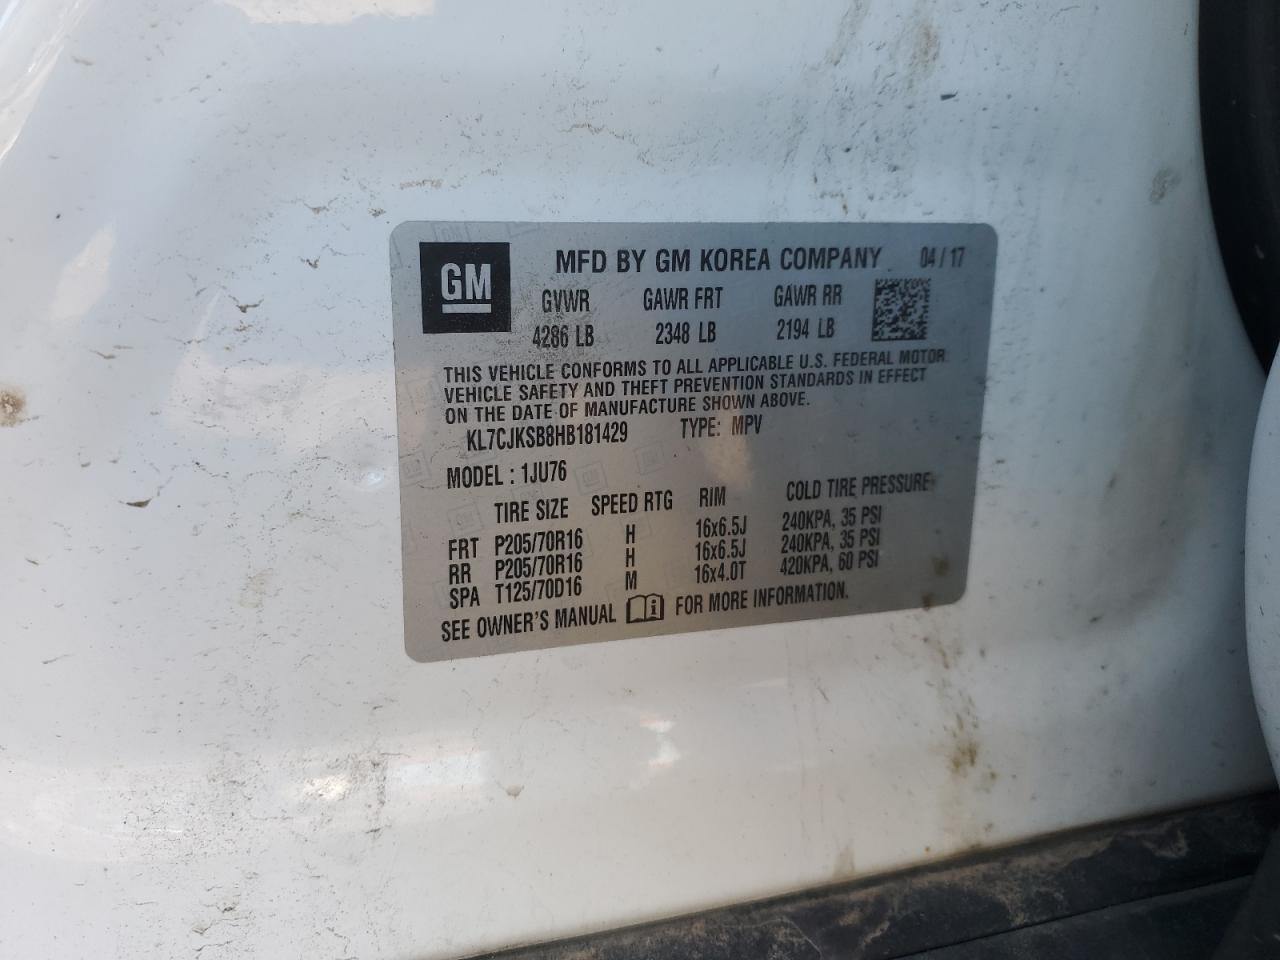 GM
MFD BY GM KOREA COMPANY 04/17
GVWR GAWR FRT GAWR RR
4286 LB 2348 LB 2194 LB
THIS VEHICLE CONFORMS TO ALL APPLICABLE U.S. FEDERAL MOTOR
VEHICLE SAFETY AND THEFT PREVENTION STANDARDS IN EFFECT
ON THE DATE OF MANUFACTURE SHOWN ABOVE.
KL7CJKSB8HB181429 TYPE: MPV
MODEL : 1JU76
TIRE SIZE SPEED RTG RIM COLD TIRE PRESSURE
FRT P205/70R16 H 16x6.5J 240KPA, 35 PSI
RR P205/70R16 H 16x6.5J 240KPA, 35 PSI
SPA T125/70D16 M 16x4.0T 420KPA, 60 PSI
SEE OWNER'S MANUAL i FOR MORE INFORMATION.